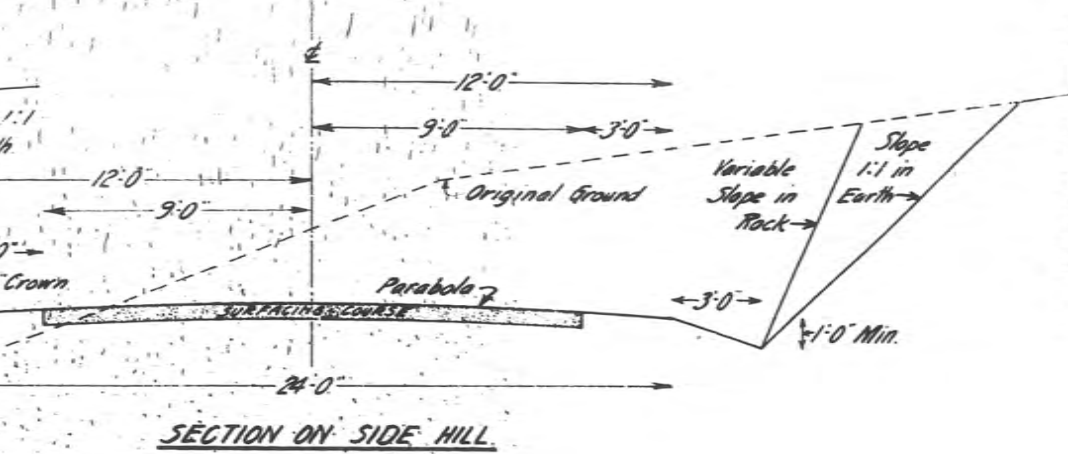 ℄
12'-0"
1:1
9'-0"
3'-0"
Slope
1:1 in
Earth
Variable
Slope in
Rock
12'-0"
Original Ground
9'-0"
Crown
Parabola
3'-0"
SURFACING COURSE
1'-0" Min.
24'-0"
SECTION ON SIDE HILL